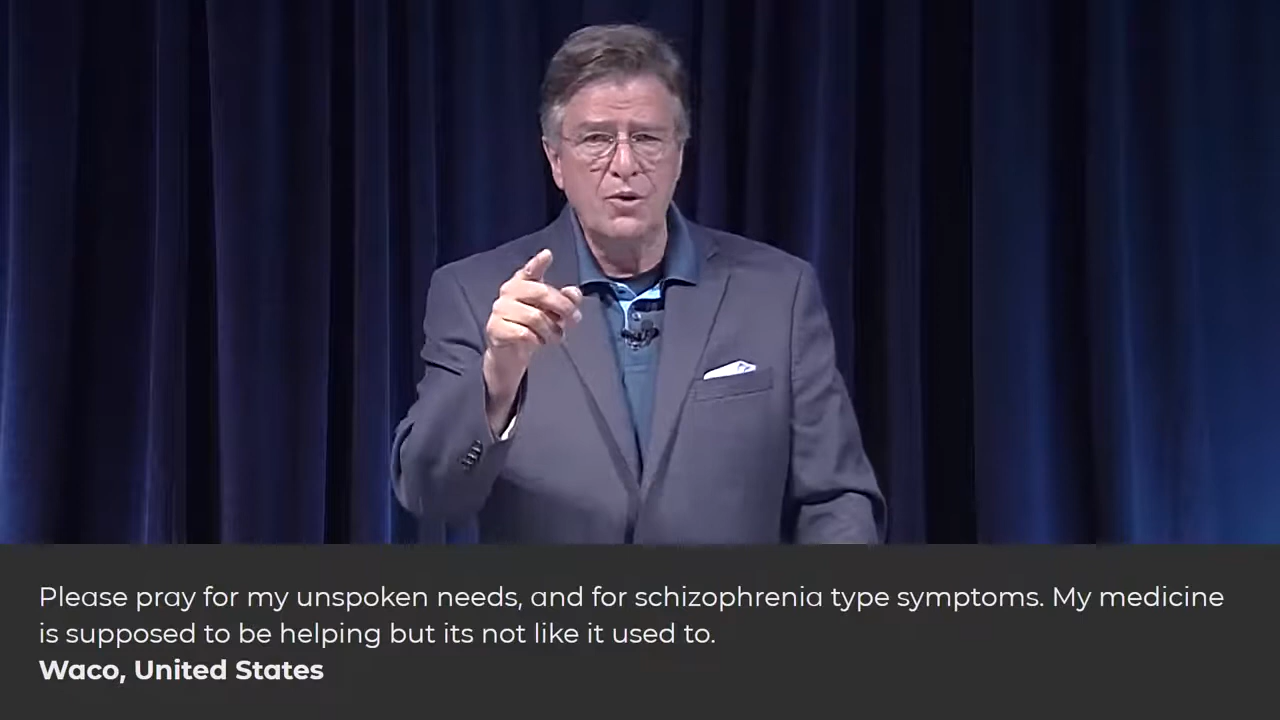 Please pray for my unspoken needs, and for schizophrenia type symptoms. My medicine
is supposed to be helping but its not like it used to.
Waco, United States